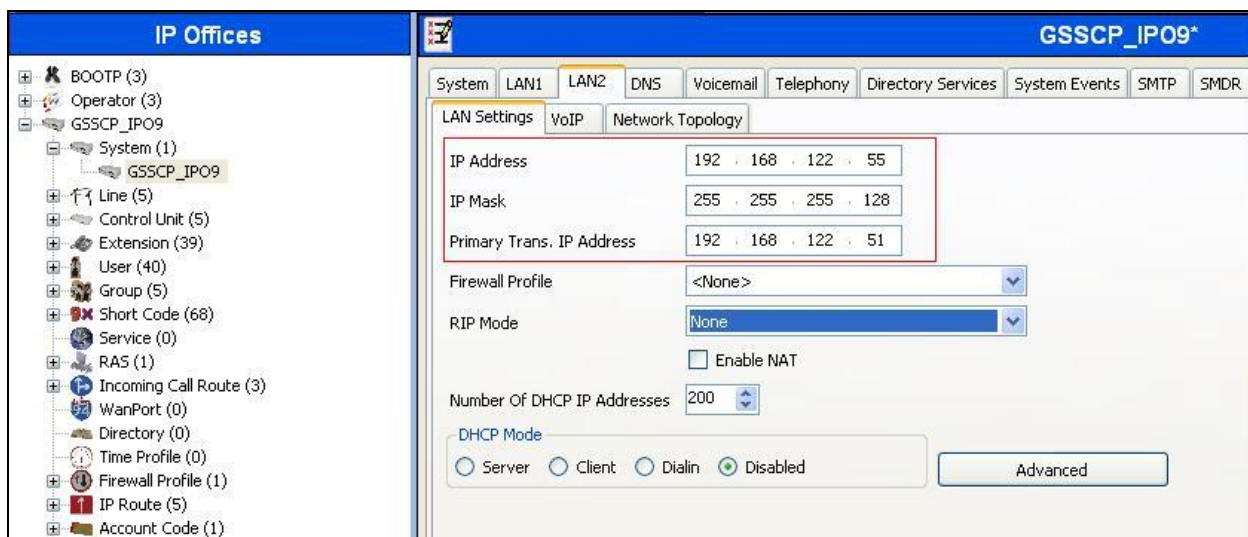 IP Offices
BOOTP (3)
Operator (3)
GSSCP_IPO9
System (1)
GSSCP_IPO9
Line (5)
Control Unit (5)
Extension (39)
User (40)
Group (5)
Short Code (68)
Service (0)
RAS (1)
Incoming Call Route (3)
WanPort (0)
Directory (0)
Time Profile (0)
Firewall Profile (1)
IP Route (5)
Account Code (1)
GSSCP_IPO9*
System LAN1 LAN2 DNS Voicemail Telephony Directory Services System Events SMTP SMDR
LAN Settings VoIP Network Topology
IP Address 192 . 168 . 122 . 55
IP Mask 255 . 255 . 255 . 128
Primary Trans. IP Address 192 . 168 . 122 . 51
Firewall Profile <None>
RIP Mode None
Enable NAT
Number Of DHCP IP Addresses 200
DHCP Mode
Server Client Dialin Disabled Advanced